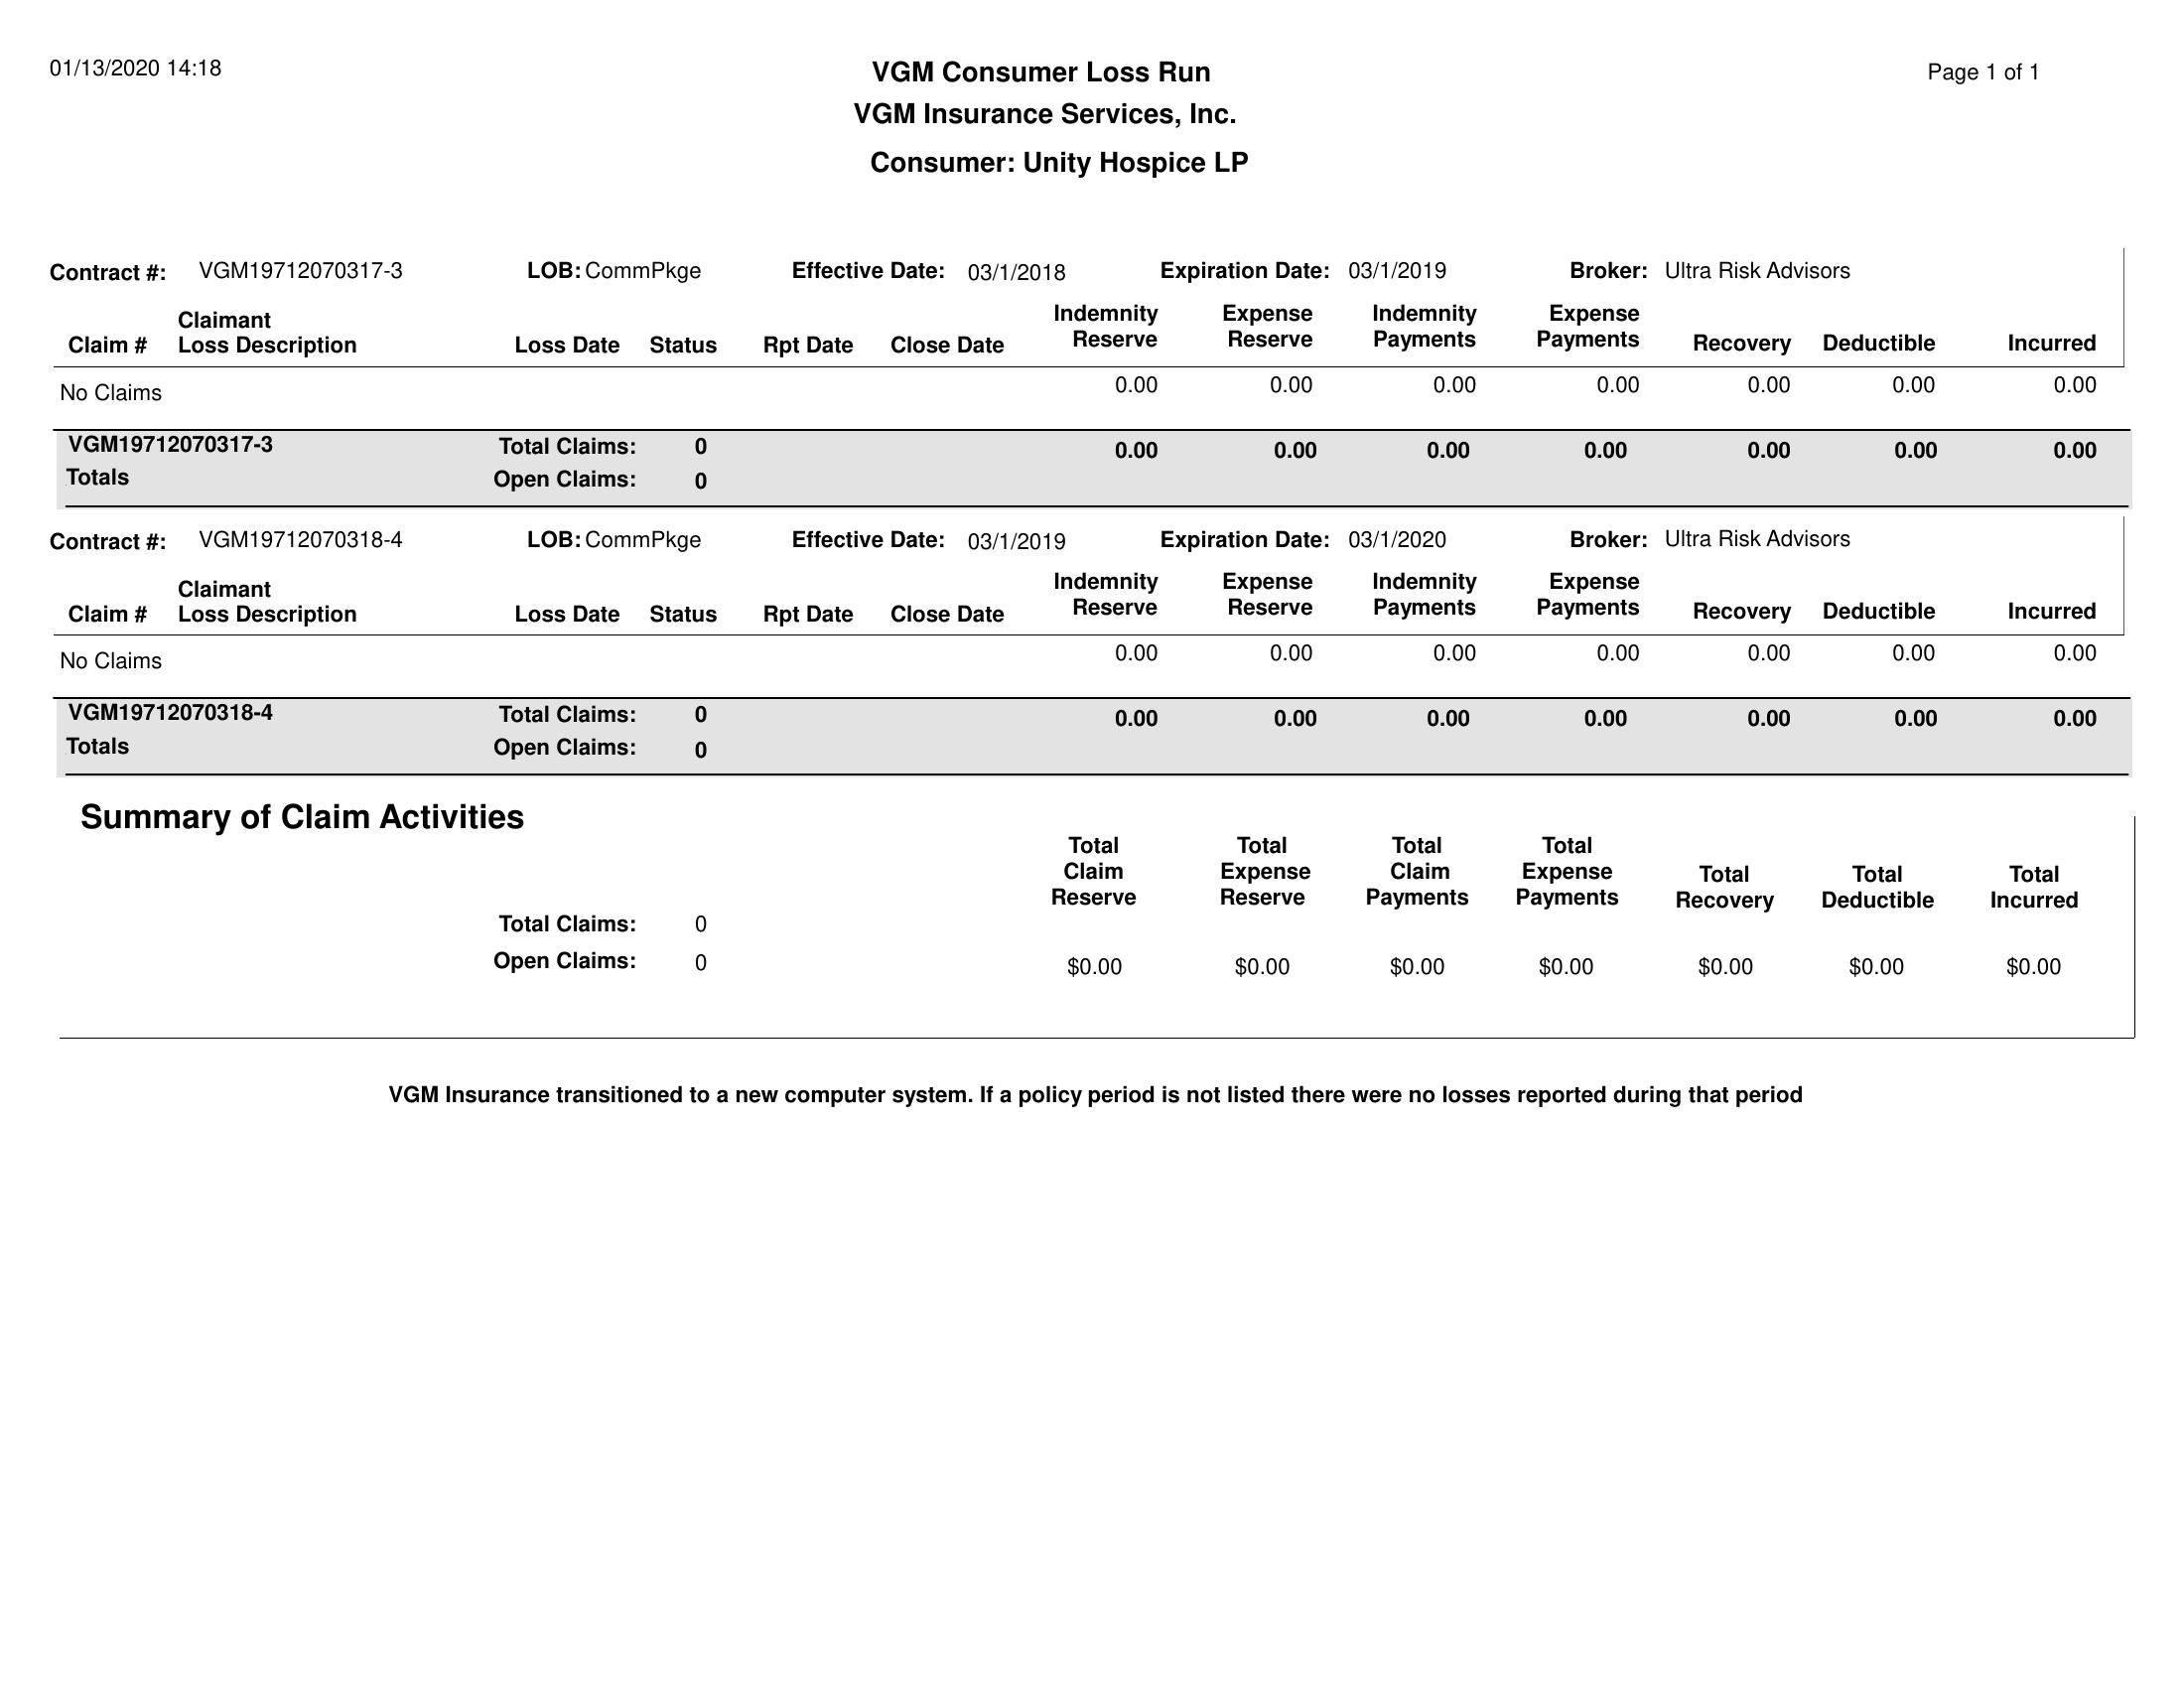 01/13/2020 14:18
VGM Consumer Loss Run
Page 1 of 1
VGM Insurance Services, Inc.
Consumer: Unity Hospice LP
Contract #: VGM19712070317-3 LOB: CommPkge Effective Date: 03/1/2018 Expiration Date: 03/1/2019 Broker: Ultra Risk Advisors
Claimant Indemnity Expense Indemnity Expense
Claim # Loss Description Loss Date Status Rpt Date Close Date Reserve Reserve Payments Payments Recovery Deductible Incurred
No Claims 0.00 0.00 0.00 0.00 0.00 0.00 0.00
VGM19712070317-3 Total Claims: 0 0.00 0.00 0.00 0.00 0.00 0.00 0.00
Totals Open Claims: 0
Contract #: VGM19712070318-4 LOB: CommPkge Effective Date: 03/1/2019 Expiration Date: 03/1/2020 Broker: Ultra Risk Advisors
Claimant Indemnity Expense Indemnity Expense
Claim # Loss Description Loss Date Status Rpt Date Close Date Reserve Reserve Payments Payments Recovery Deductible Incurred
No Claims 0.00 0.00 0.00 0.00 0.00 0.00 0.00
VGM19712070318-4 Total Claims: 0 0.00 0.00 0.00 0.00 0.00 0.00 0.00
Totals Open Claims: 0
Summary of Claim Activities
Total Total Total Total
Claim Expense Claim Expense Total Total Total
Reserve Reserve Payments Payments Recovery Deductible Incurred
Total Claims: 0
Open Claims: 0 $0.00 $0.00 $0.00 $0.00 $0.00 $0.00 $0.00
VGM Insurance transitioned to a new computer system. If a policy period is not listed there were no losses reported during that period